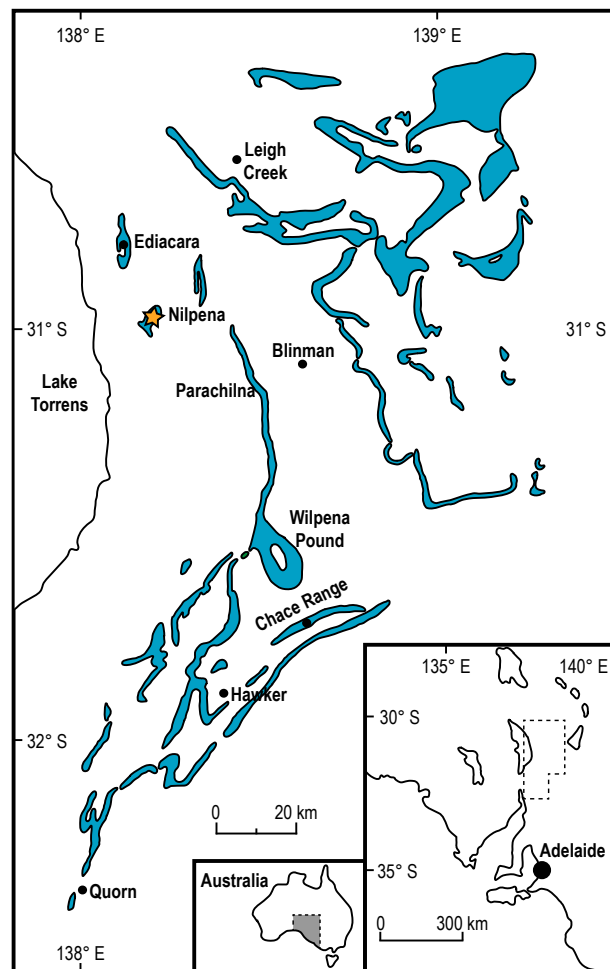 138° E
139° E
Leigh
Creek
Ediacara
Nilpena
31° S
31° S
Blinman
Lake
Torrens
Parachilna
Wilpena
Pound
Chace Range
Hawker
32° S
0 20 km
Quorn
138° E
Australia
135° E
140° E
30° S
Adelaide
35° S
0 300 km